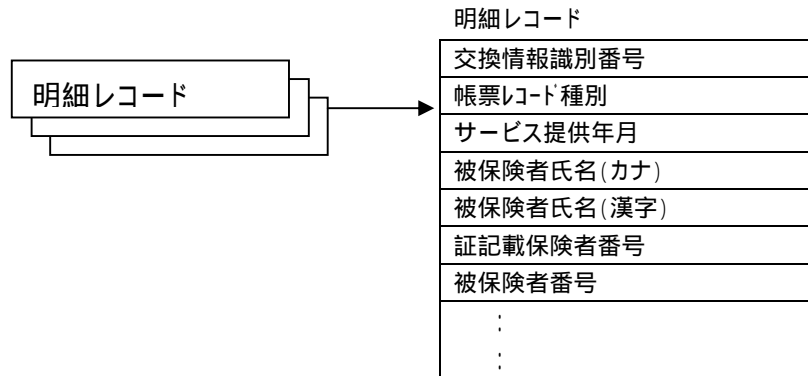 明細レコード
明細レコード
交換情報識別番号
帳票ﾚｺｰﾄﾞ種別
サービス提供年月
被保険者氏名(カナ)
被保険者氏名(漢字)
証記載保険者番号
被保険者番号
:
: